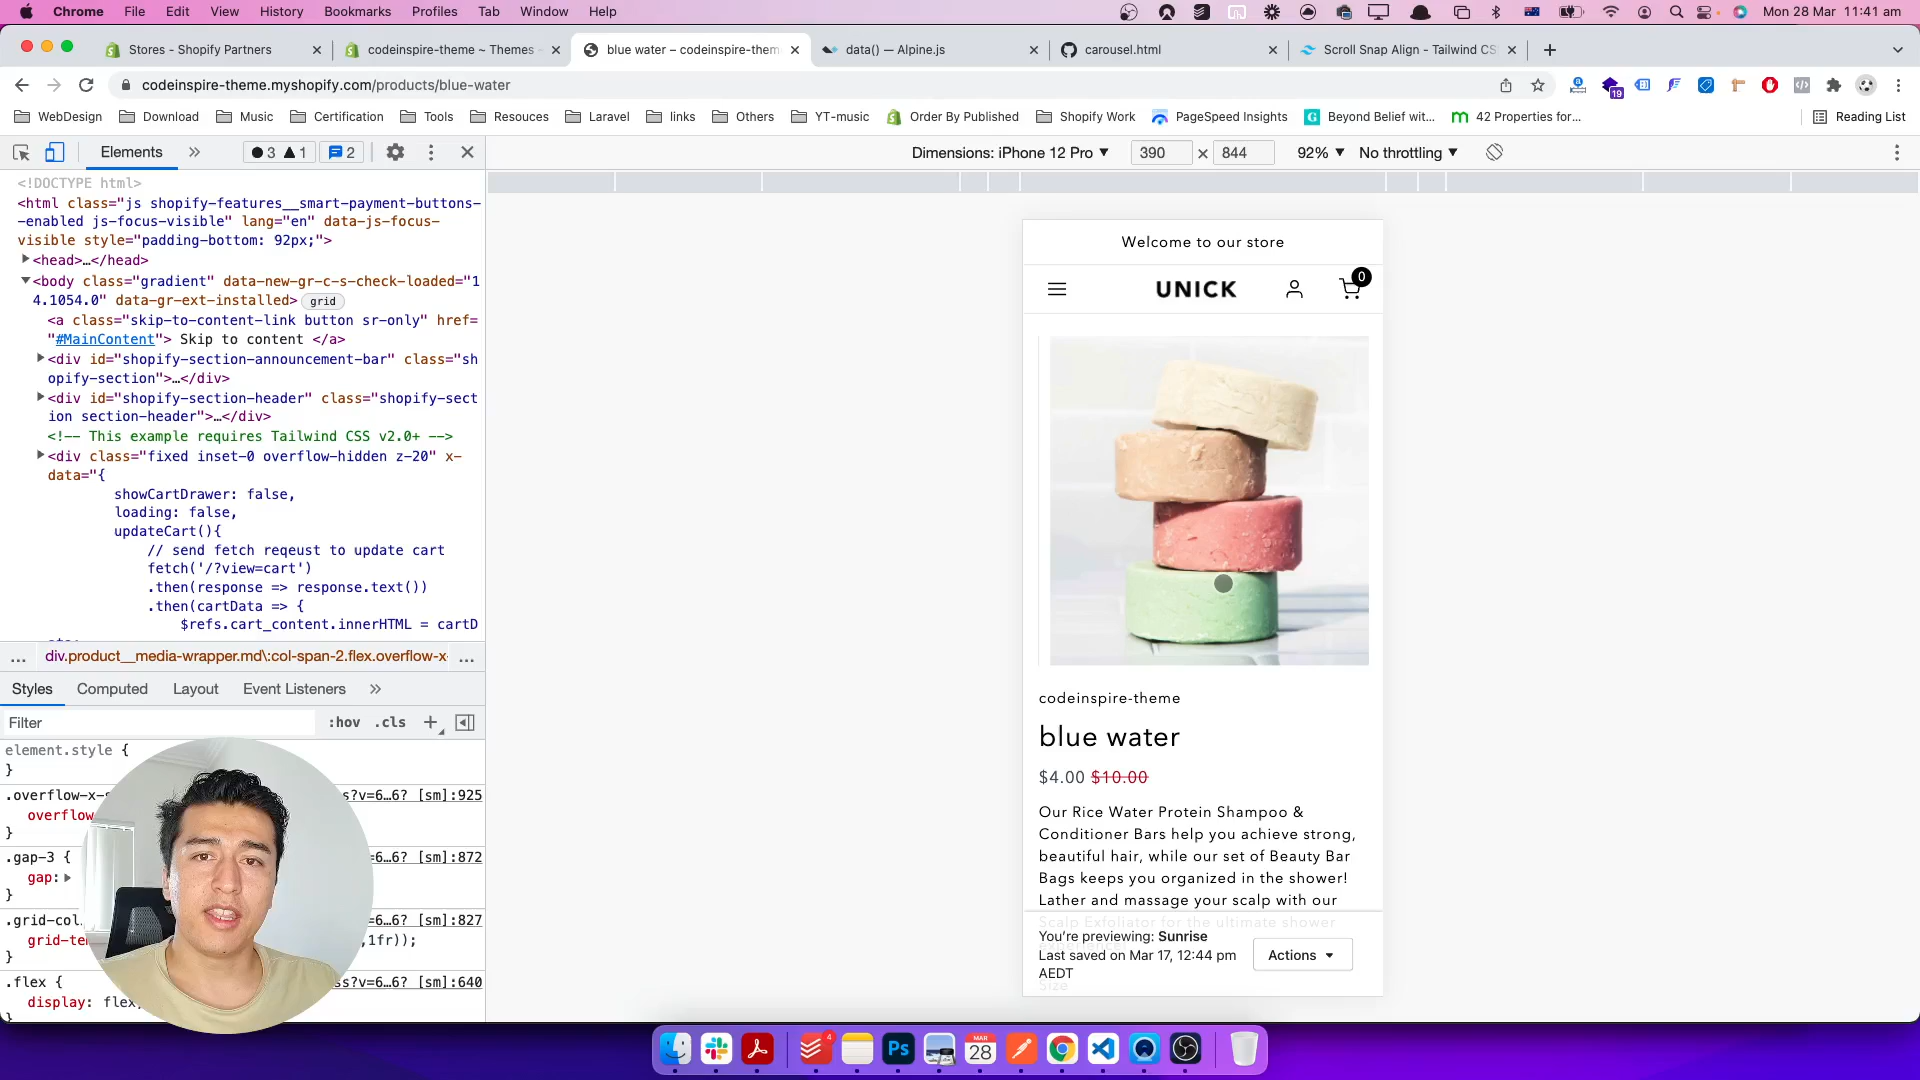 Chrome File Edit View History Bookmarks Profiles Tab Window Help Mon 28 Mar 11:41 am
Stores - Shopify Partners codeinspire-theme ~ Themes - blue water – codeinspire-them data() — Alpine.js carousel.html Scroll Snap Align - Tailwind CS
codeinspire-theme.myshopify.com/products/blue-water 19
WebDesign Download Music Certification Tools Resouces Laravel links Others YT-music Order By Published Shopify Work PageSpeed Insights Beyond Belief wit... 42 Properties for... Reading List
Elements 3 1 2 Dimensions: iPhone 12 Pro 390 × 844 92% No throttling
<!DOCTYPE html>
<html class="js shopify-features__smart-payment-buttons-
-enabled js-focus-visible" lang="en" data-js-focus-
visible style="padding-bottom: 92px;">
<head>…</head>
<body class="gradient" data-new-gr-c-s-check-loaded="1
4.1054.0" data-gr-ext-installed> grid
<a class="skip-to-content-link button sr-only" href=
"#MainContent"> Skip to content </a>
<div id="shopify-section-announcement-bar" class="sh
opify-section">…</div>
<div id="shopify-section-header" class="shopify-sect
ion section-header">…</div>
<!-- This example requires Tailwind CSS v2.0+ -->
<div class="fixed inset-0 overflow-hidden z-20" x-
data="{
showCartDrawer: false,
loading: false,
updateCart(){
// send fetch reqeust to update cart
fetch('/?view=cart')
.then(response => response.text())
.then(cartData => {
$refs.cart_content.innerHTML = cartD
... div.product__media-wrapper.md\:col-span-2.flex.overflow-x- ...
Styles Computed Layout Event Listeners
Filter :hov .cls
element.style {
}
.overflow-x-s s?v=6…6? [sm]:925
overflow
}
.gap-3 { =6…6? [sm]:872
gap:
}
.grid-col =6…6? [sm]:827
grid-te ,1fr));
}
.flex { ss?v=6…6? [sm]:640
display: flex;
}
Welcome to our store
UNICK 0
codeinspire-theme
blue water
$4.00 $10.00
Our Rice Water Protein Shampoo &
Conditioner Bars help you achieve strong,
beautiful hair, while our set of Beauty Bar
Bags keeps you organized in the shower!
Lather and massage your scalp with our
Scalp Exfoliator for the ultimate shower
You're previewing: Sunrise
Last saved on Mar 17, 12:44 pm
AEDT
Actions
Size
4 Ps MAR 28